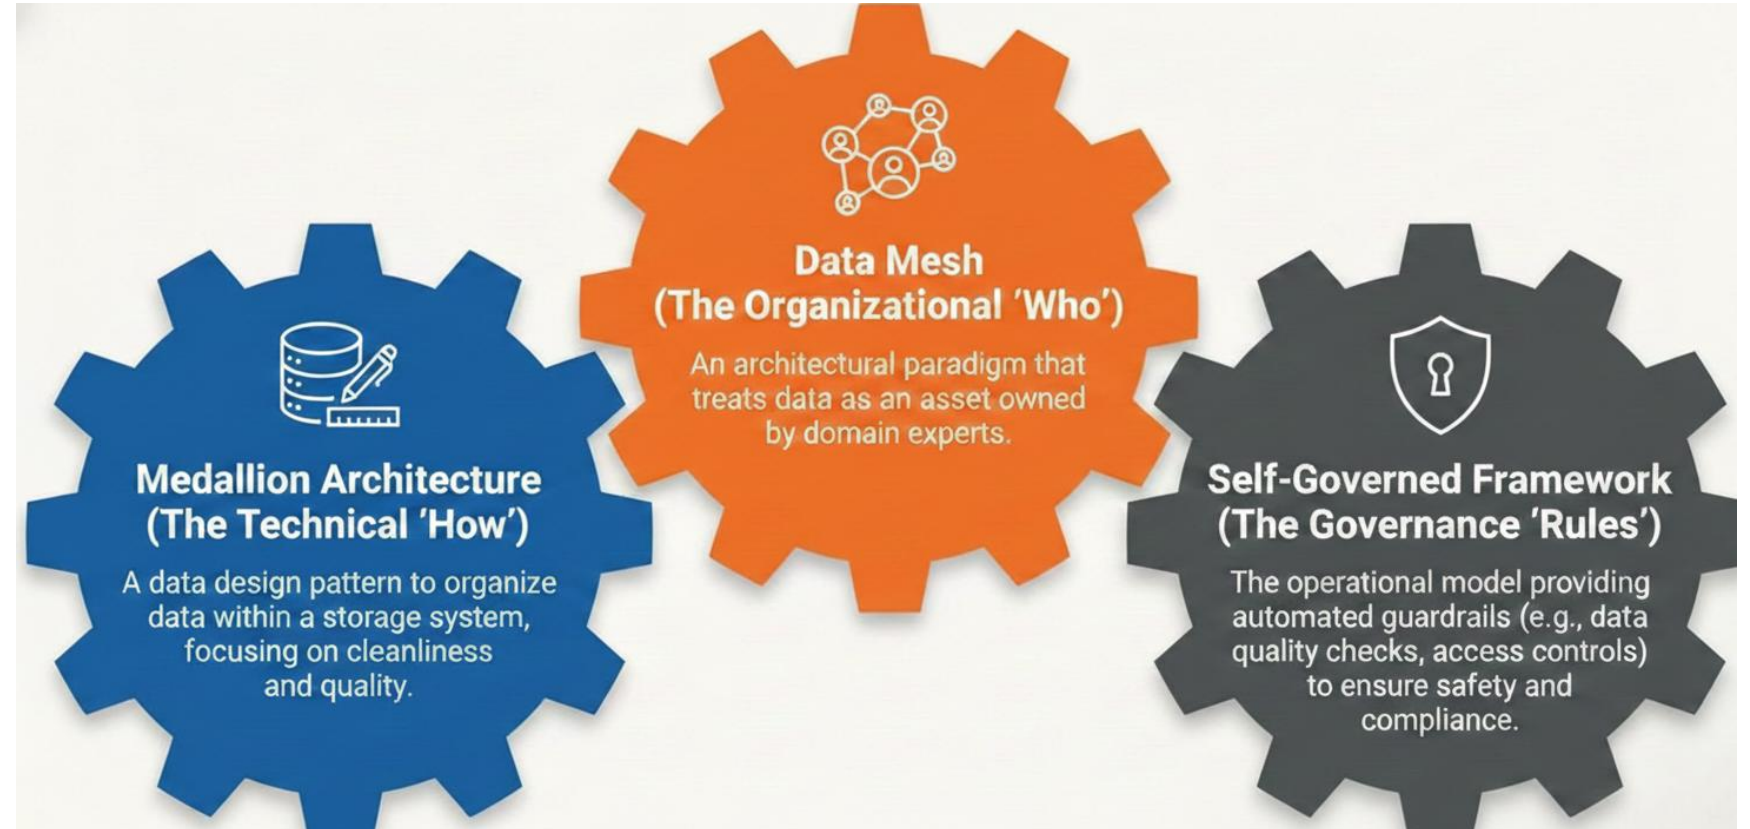 Data Mesh
(The Organizational ‘Who’)
An architectural paradigm that
treats data as an asset owned
by domain experts.
Medallion Architecture
(The Technical ‘How’)
A data design pattern to organize
data within a storage system,
focusing on cleanliness
and quality.
Self-Governed Framework
(The Governance ‘Rules’)
The operational model providing
automated guardrails (e.g., data
quality checks, access controls)
to ensure safety and
compliance.